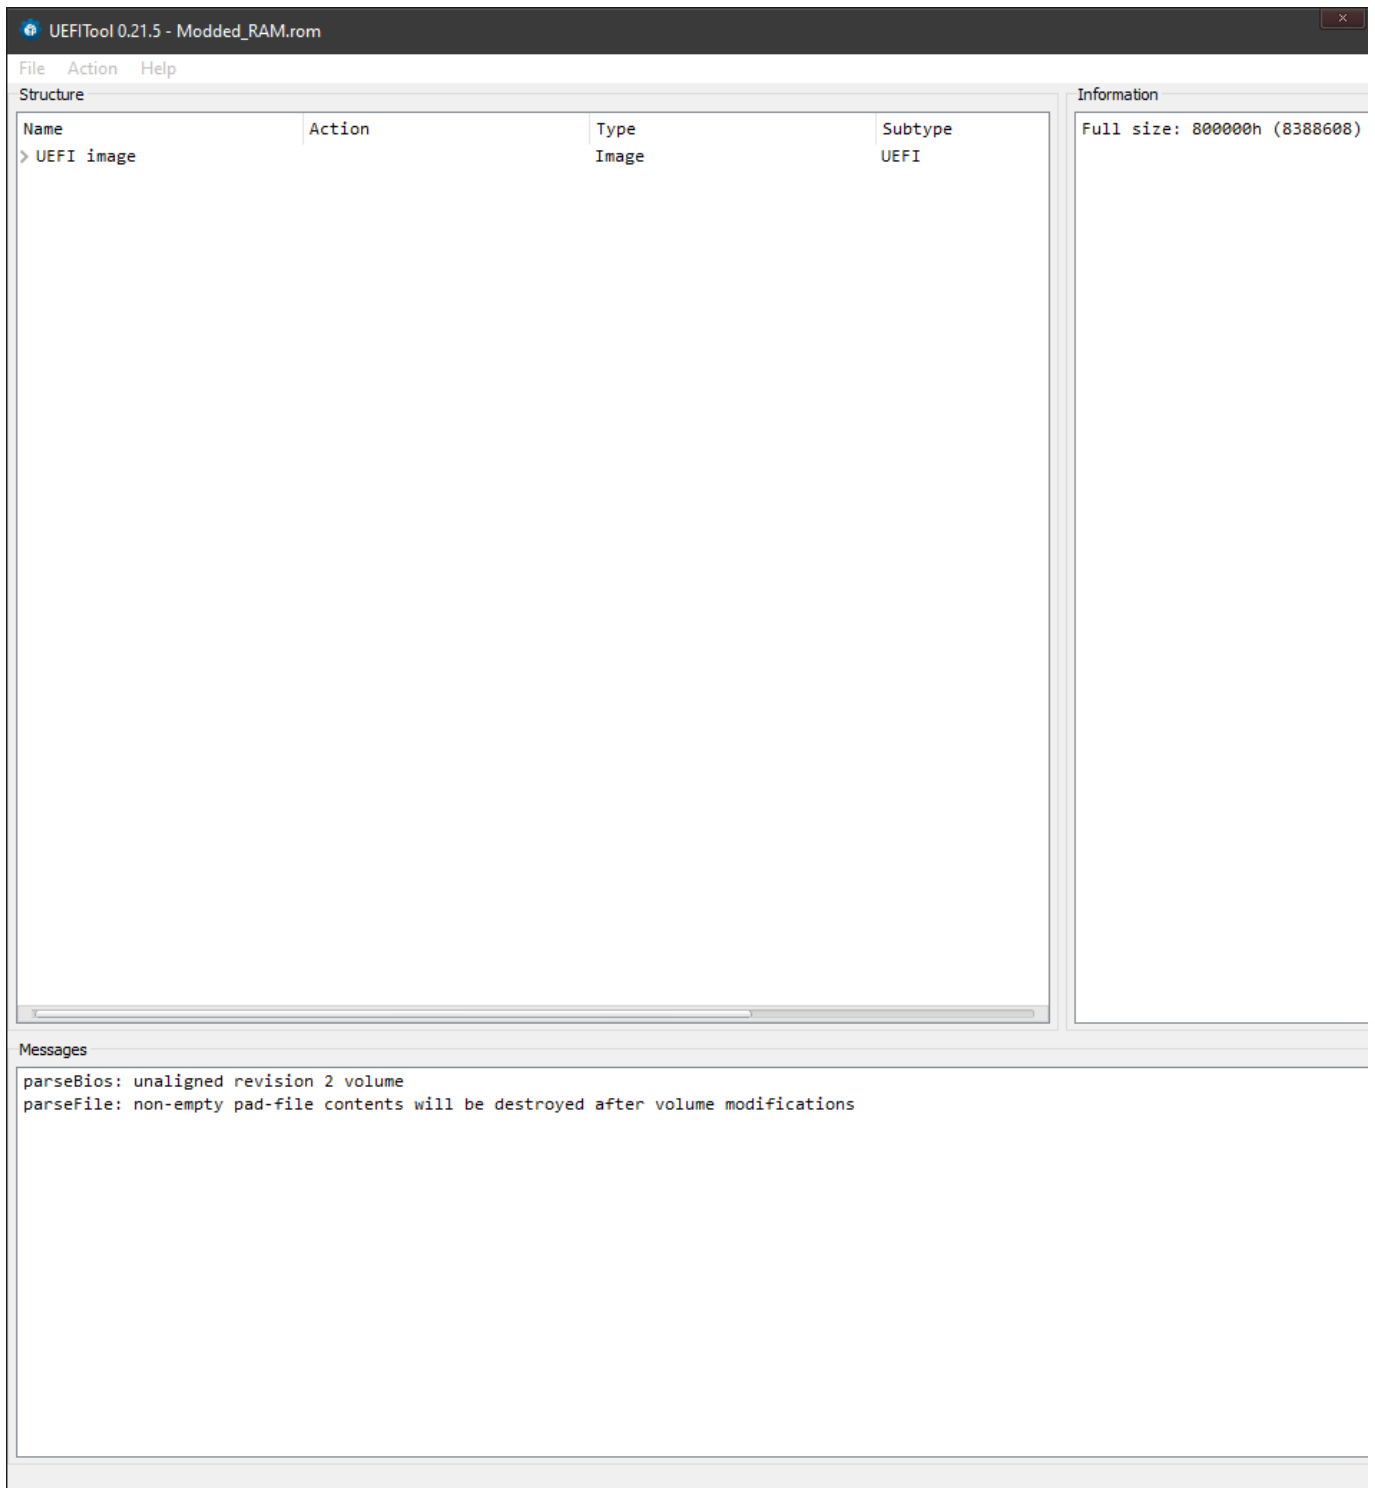 UEFITool 0.21.5 - Modded_RAM.rom
File Action Help
Structure
Name Action Type Subtype
UEFI image Image UEFI
Information
Full size: 800000h (8388608)
Messages
parseBios: unaligned revision 2 volume
parseFile: non-empty pad-file contents will be destroyed after volume modifications